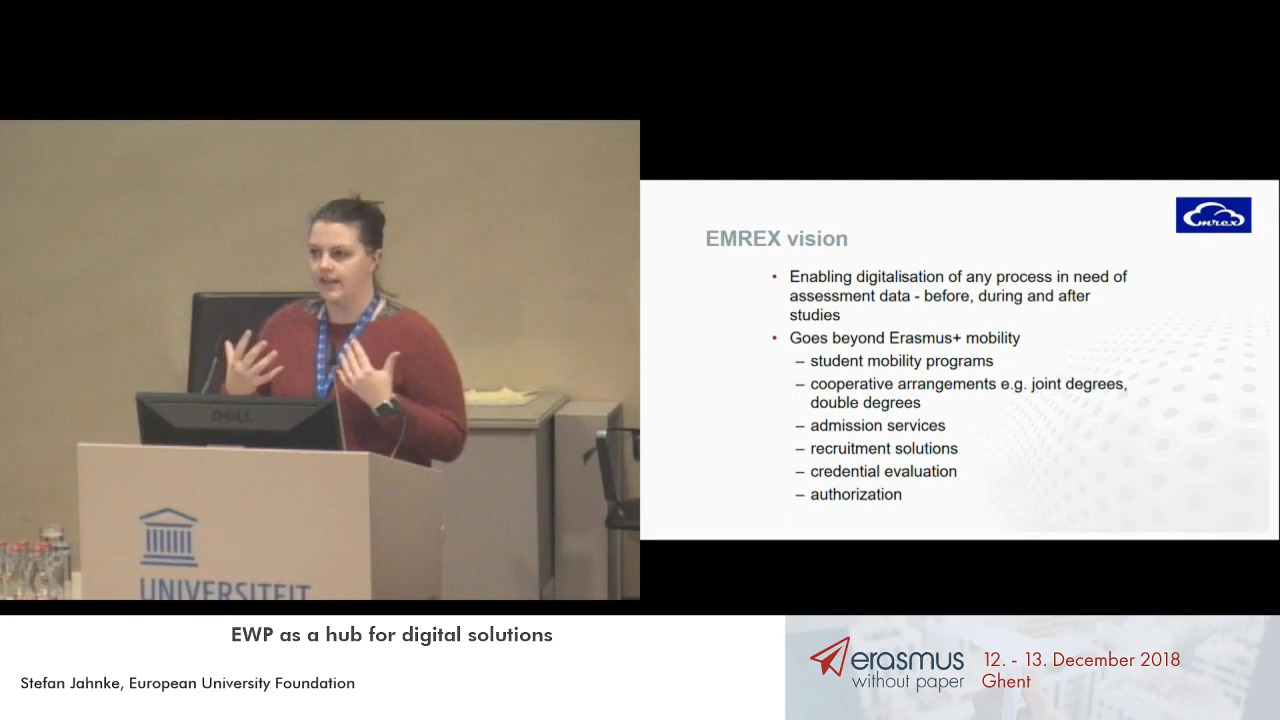 DELL
UNIVERSITEIT
emrex
EMREX vision
• Enabling digitalisation of any process in need of
assessment data - before, during and after
studies
• Goes beyond Erasmus+ mobility
– student mobility programs
– cooperative arrangements e.g. joint degrees,
double degrees
– admission services
– recruitment solutions
– credential evaluation
– authorization
EWP as a hub for digital solutions
Stefan Jahnke, European University Foundation
erasmus
without paper
12. - 13. December 2018
Ghent